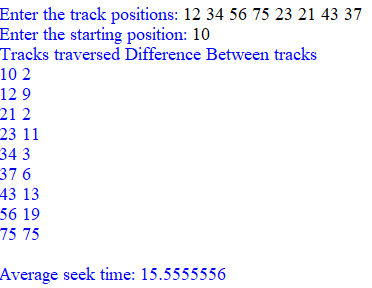 Enter the track positions: 12 34 56 75 23 21 43 37
Enter the starting position: 10
Tracks traversed Difference Between tracks
10 2
12 9
21 2
23 11
34 3
37 6
43 13
56 19
75 75
Average seek time: 15.5555556